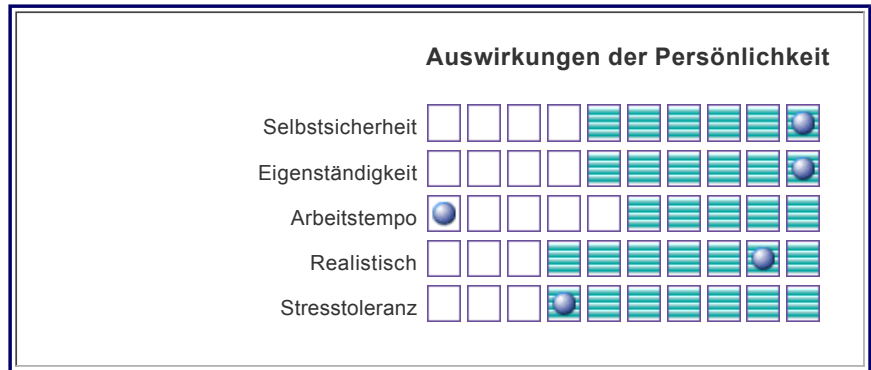 Auswirkungen der Persönlichkeit
Selbstsicherheit
Eigenständigkeit
Arbeitstempo
Realistisch
Stresstoleranz